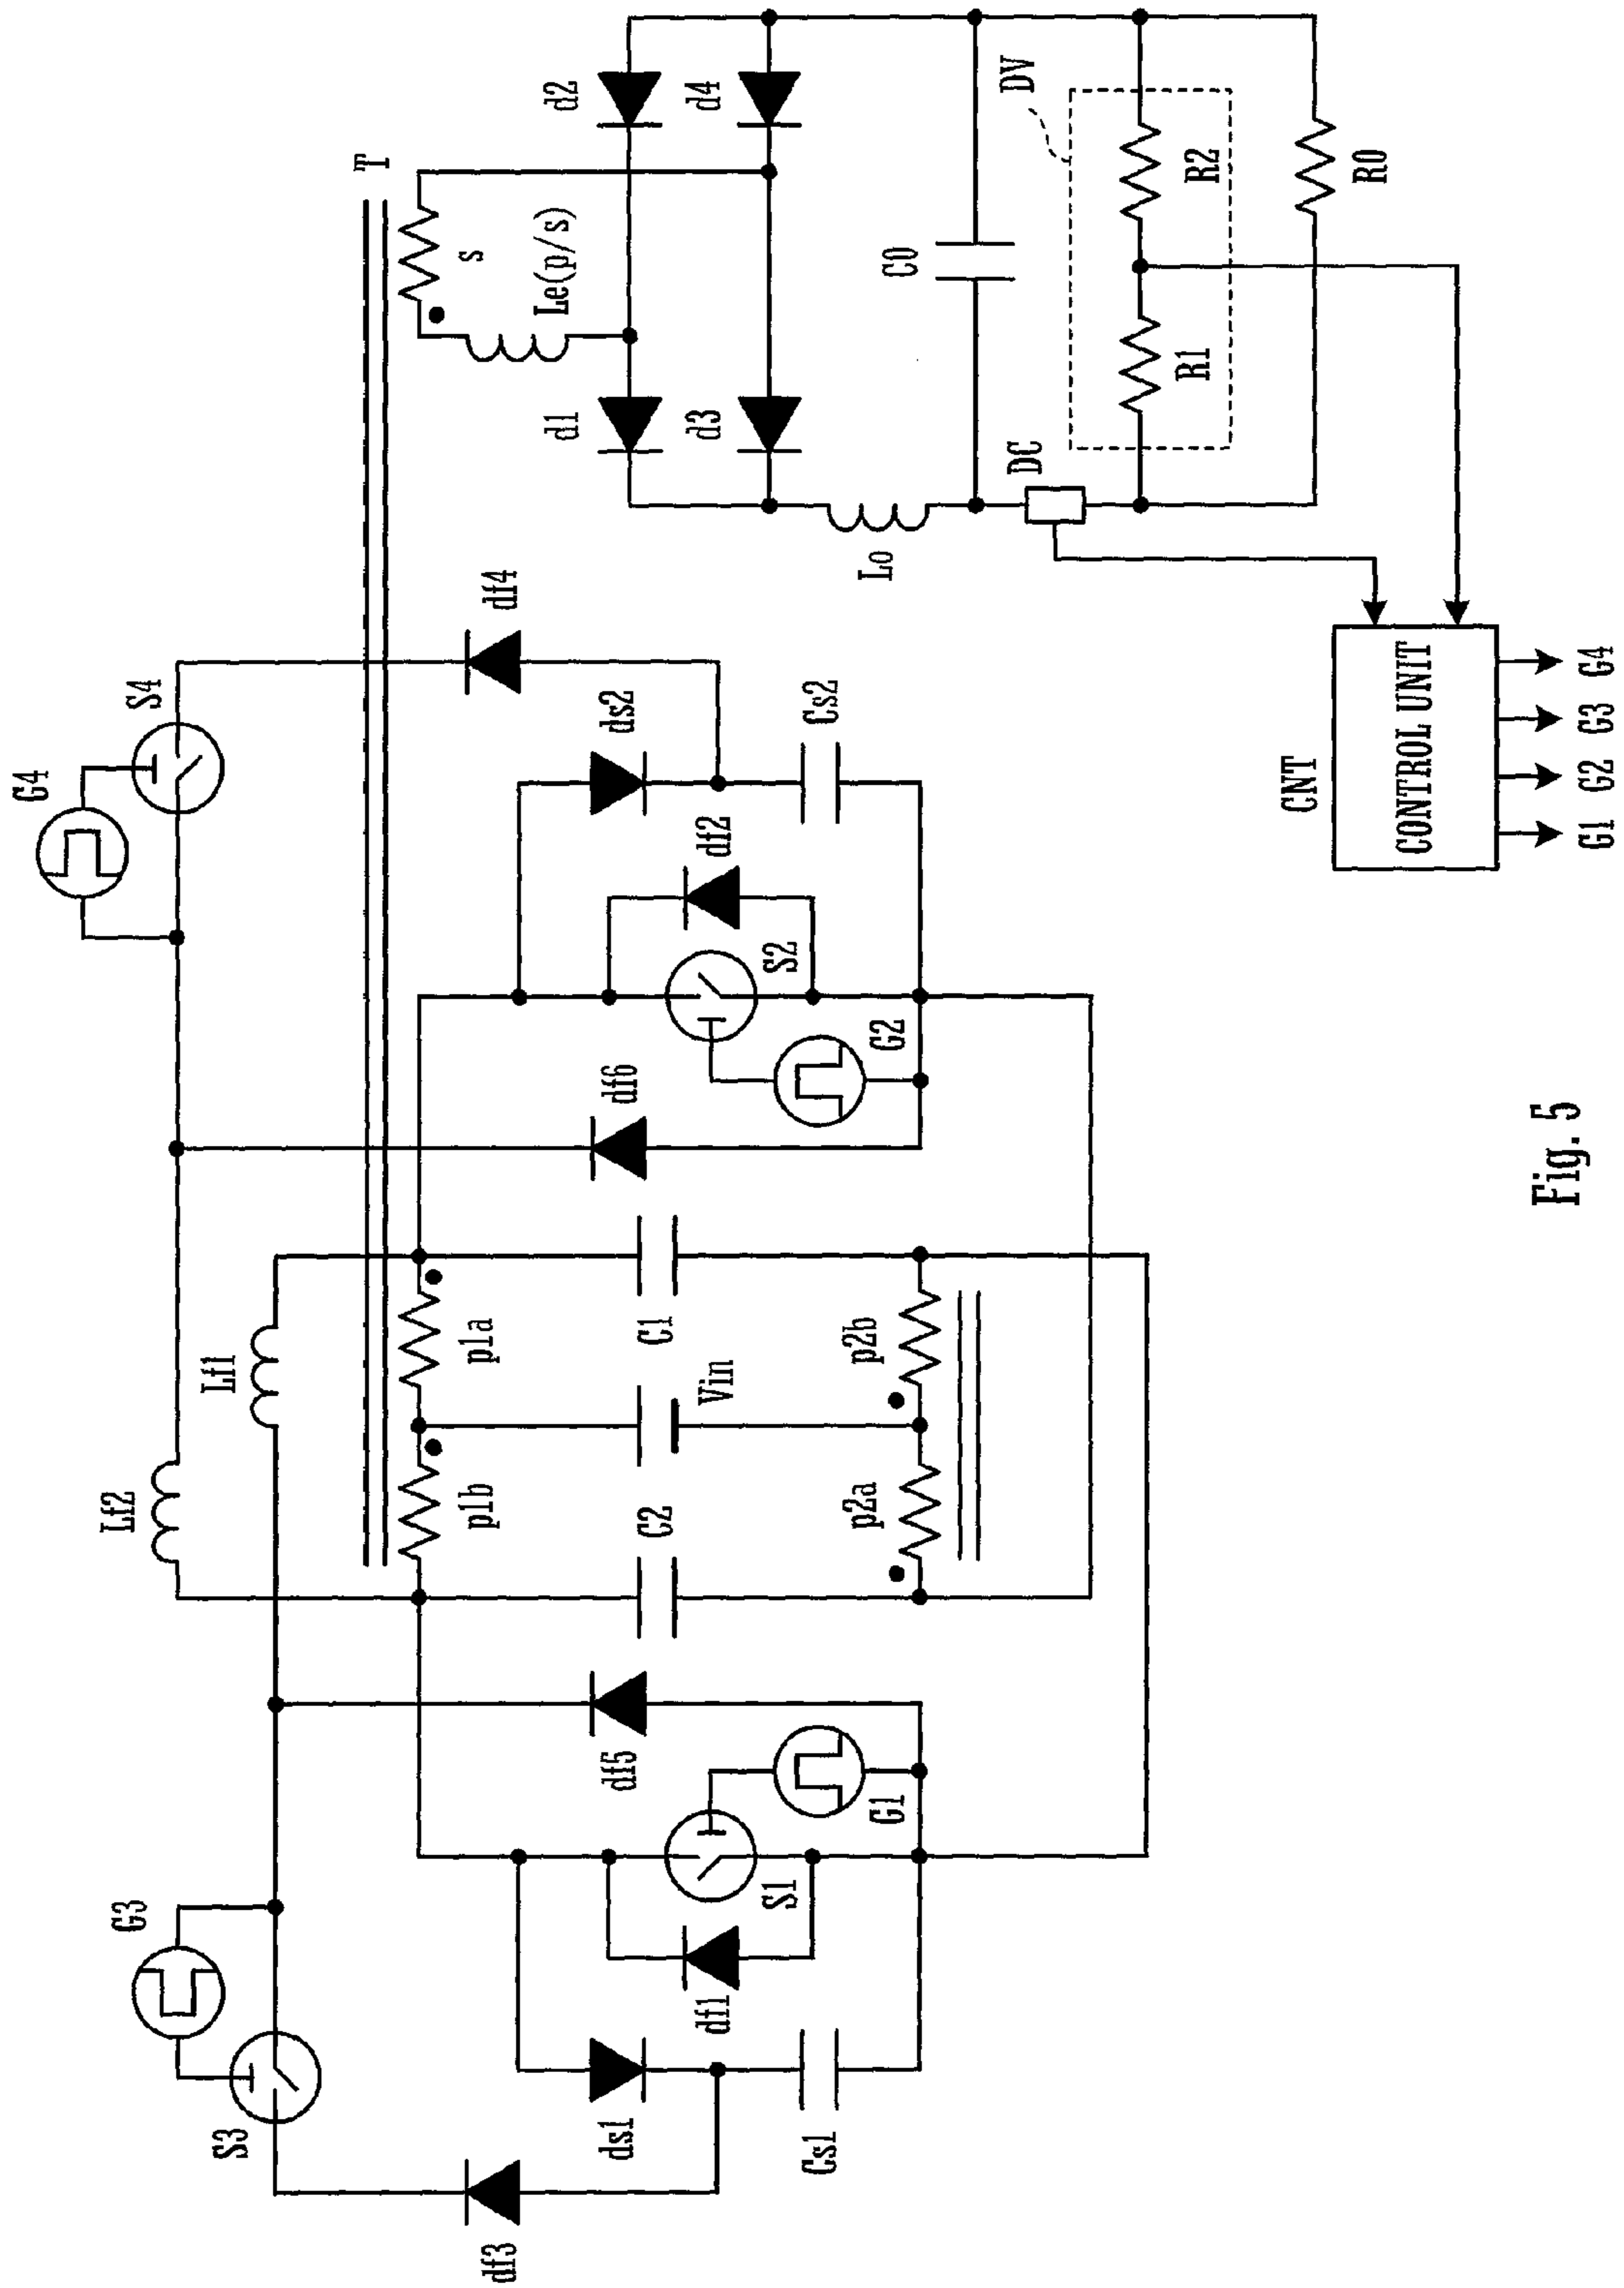 G4
S4
Lf2
Lf1
G3
S3
T
df4
df3
p1b
p1a
s
Le(p/s)
d2
d4
d1
d3
ds2
df2
Cs2
S2
G2
df6
C2
C1
Vin
p2a
p2b
df5
G1
S1
df1
ds1
Cs1
Lo
C0
DV
DC
R1
R2
R0
CNT
CONTROL UNIT
G1 G2 G3 G4
Fig. 5